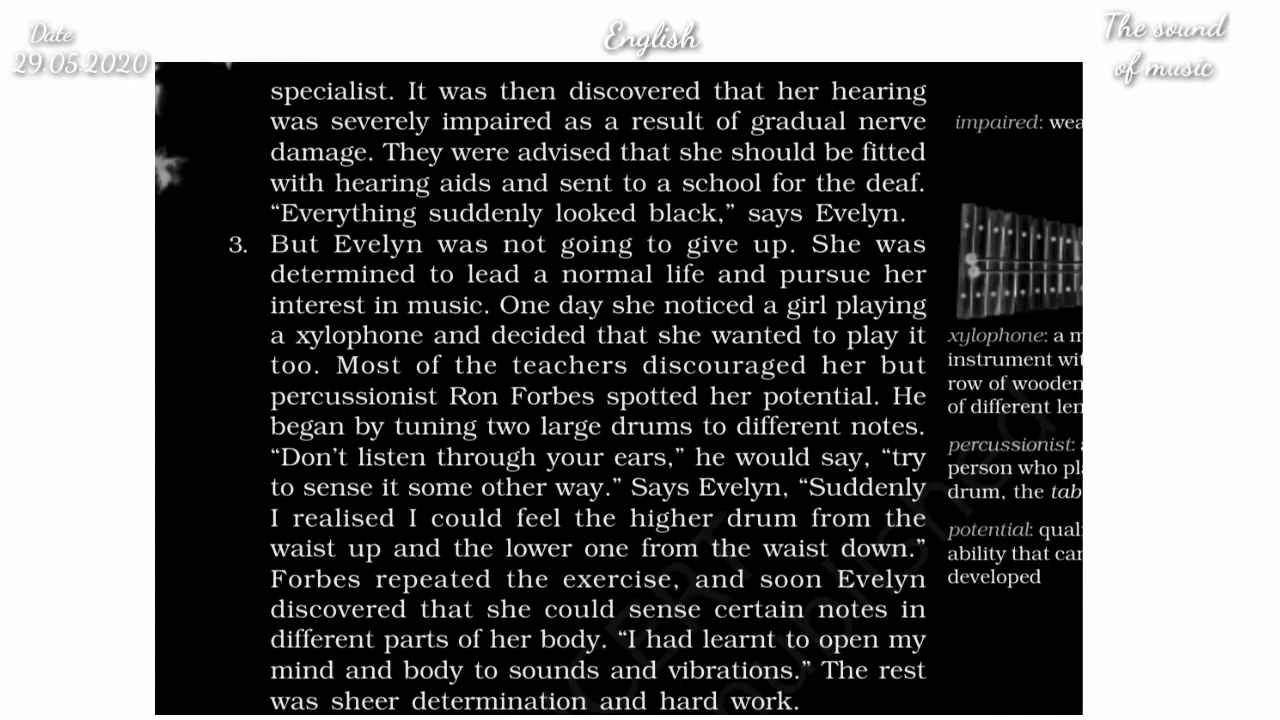 Date
29.05.2020
English
The sound
of music
specialist. It was then discovered that her hearing
was severely impaired as a result of gradual nerve
damage. They were advised that she should be fitted
with hearing aids and sent to a school for the deaf.
“Everything suddenly looked black,” says Evelyn.
3. But Evelyn was not going to give up. She was
determined to lead a normal life and pursue her
interest in music. One day she noticed a girl playing
a xylophone and decided that she wanted to play it
too. Most of the teachers discouraged her but
percussionist Ron Forbes spotted her potential. He
began by tuning two large drums to different notes.
“Don’t listen through your ears,” he would say, “try
to sense it some other way.” Says Evelyn, “Suddenly
I realised I could feel the higher drum from the
waist up and the lower one from the waist down.”
Forbes repeated the exercise, and soon Evelyn
discovered that she could sense certain notes in
different parts of her body. “I had learnt to open my
mind and body to sounds and vibrations.” The rest
was sheer determination and hard work.
impaired: wea
xylophone: a m
instrument wit
row of wooden
of different len
percussionist:
person who pl
drum, the tab
potential: qual
ability that can
developed